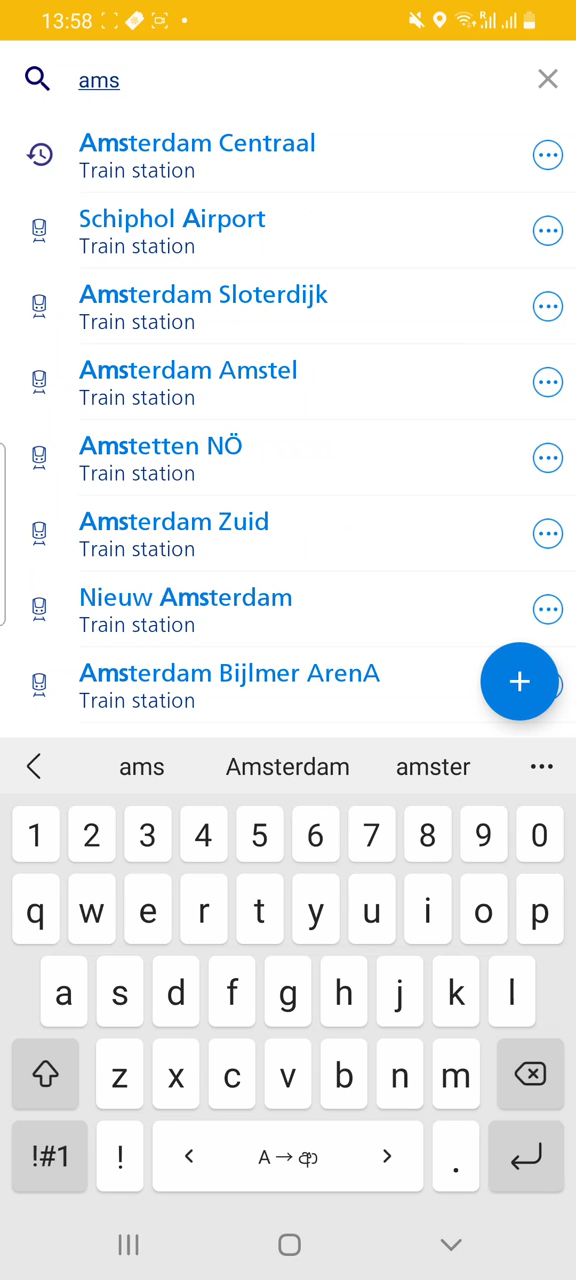 13:58
ams
Amsterdam Centraal
Train station
Schiphol Airport
Train station
Amsterdam Sloterdijk
Train station
Amsterdam Amstel
Train station
Amstetten NÖ
Train station
Amsterdam Zuid
Train station
Nieuw Amsterdam
Train station
Amsterdam Bijlmer ArenA
Train station
ams Amsterdam amster
1 2 3 4 5 6 7 8 9 0
q w e r t y u i o p
a s d f g h j k l
z x c v b n m
!#1 ! < A → අ > .